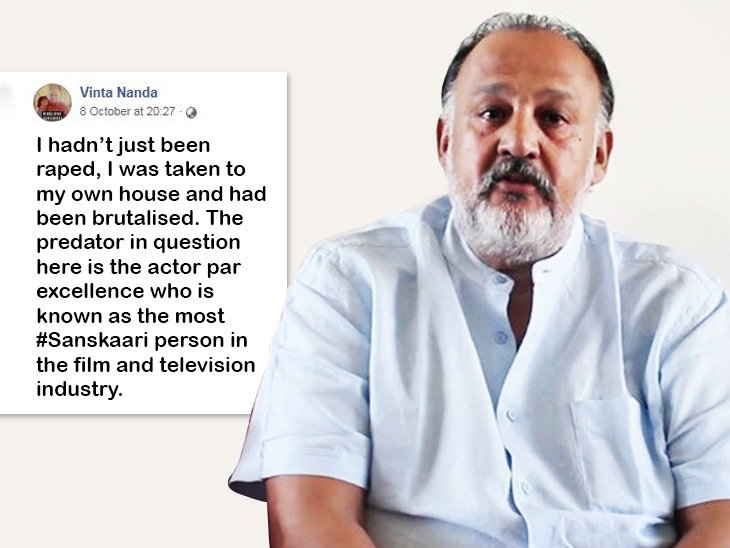 Vinta Nanda
8 October at 20:27 ·
I hadn't just been
raped, I was taken to
my own house and had
been brutalised. The
predator in question
here is the actor par
excellence who is
known as the most
#Sanskaari person in
the film and television
industry.